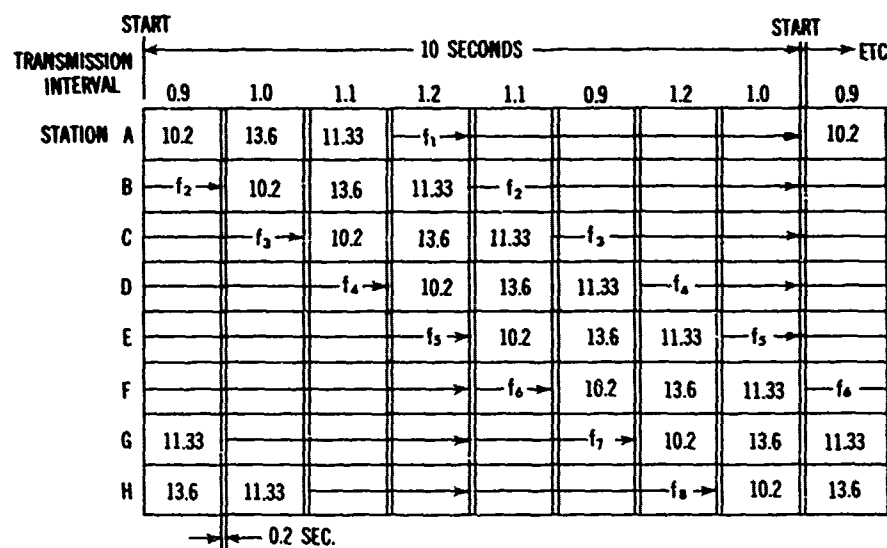 START START
10 SECONDS ETC
TRANSMISSION
INTERVAL 0.9 1.0 1.1 1.2 1.1 0.9 1.2 1.0 0.9
STATION A 10.2 13.6 11.33 f₁ 10.2
B f₂ 10.2 13.6 11.33 f₂
C f₃ 10.2 13.6 11.33 f₃
D f₄ 10.2 13.6 11.33 f₄
E f₅ 10.2 13.6 11.33 f₅
F f₆ 10.2 13.6 11.33 f₆
G 11.33 f₇ 10.2 13.6 11.33
H 13.6 11.33 f₈ 10.2 13.6
0.2 SEC.